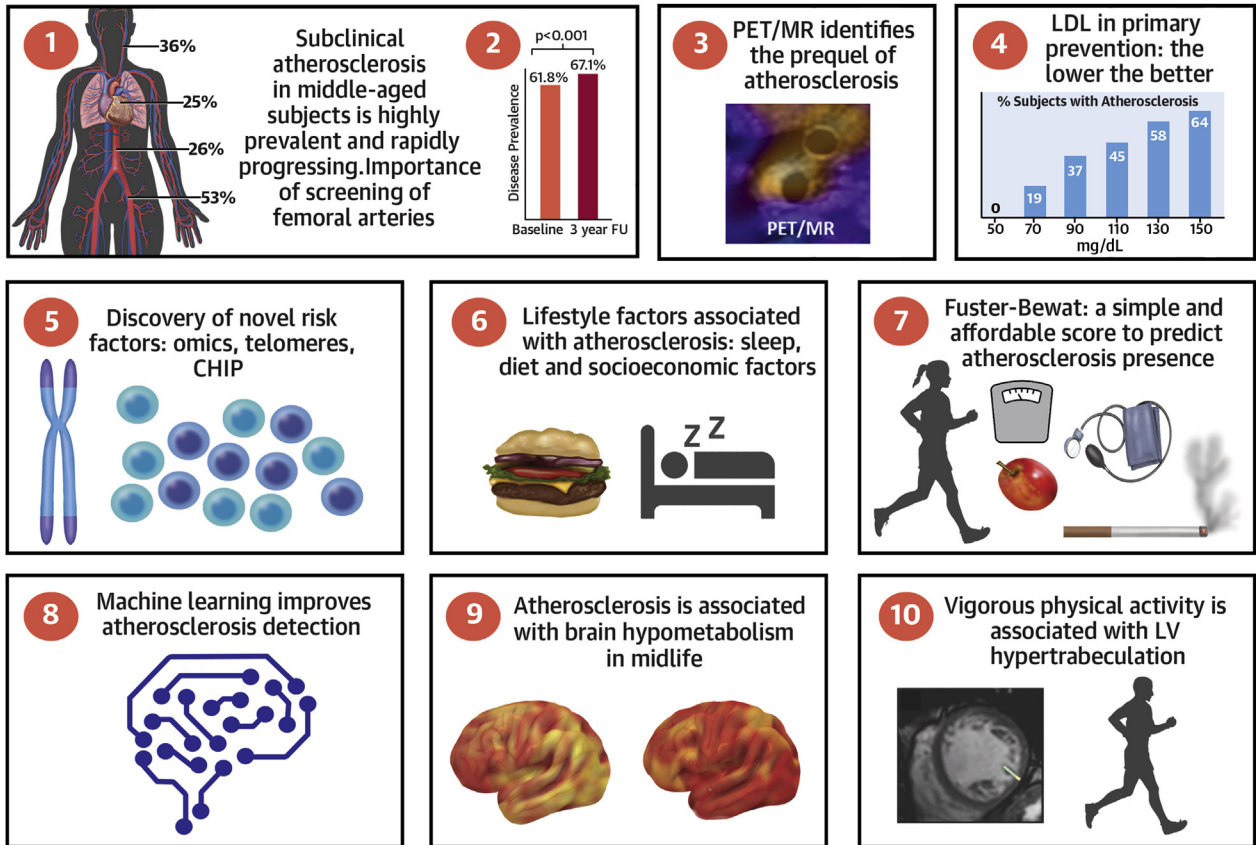 1
36%
25%
26%
53%
Subclinical
atherosclerosis
in middle-aged
subjects is highly
prevalent and rapidly
progressing.Importance
of screening of
femoral arteries
2
p<0.001
61.8%
67.1%
Disease Prevalence
Baseline 3 year FU
3
PET/MR identifies
the prequel of
atherosclerosis
PET/MR
4
LDL in primary
prevention: the
lower the better
% Subjects with Atherosclerosis
0
19
37
45
58
64
50 70 90 110 130 150
mg/dL
5
Discovery of novel risk
factors: omics, telomeres,
CHIP
6
Lifestyle factors associated
with atherosclerosis: sleep,
diet and socioeconomic factors
Z Z
7
Fuster-Bewat: a simple and
affordable score to predict
atherosclerosis presence
8
Machine learning improves
atherosclerosis detection
9
Atherosclerosis is associated
with brain hypometabolism
in midlife
10
Vigorous physical activity is
associated with LV
hypertrabeculation